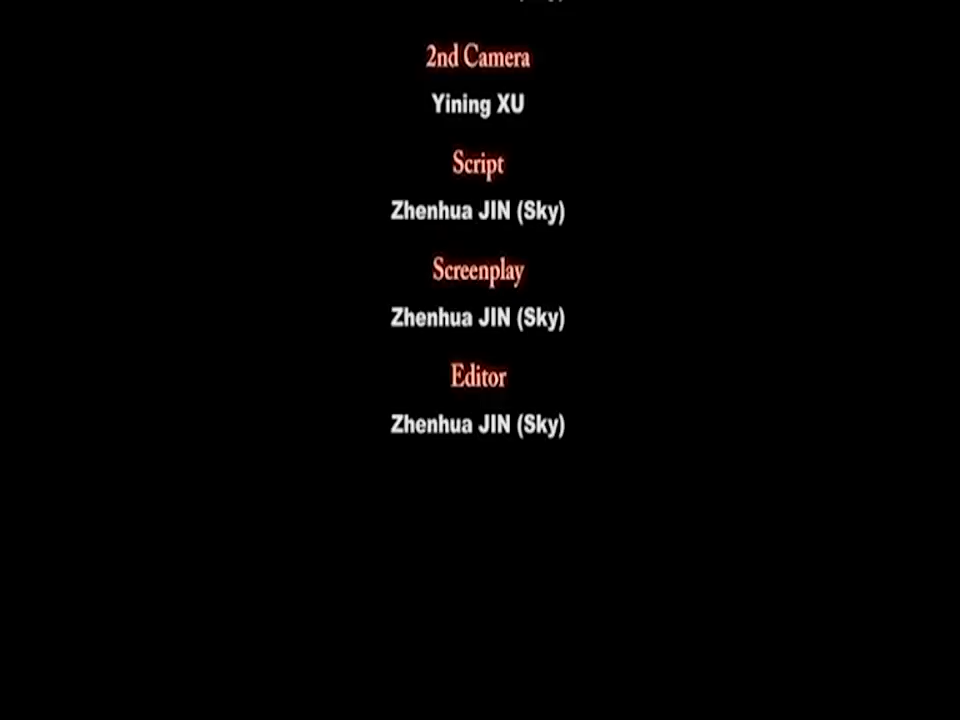 2nd Camera
Yining XU
Script
Zhenhua JIN (Sky)
Screenplay
Zhenhua JIN (Sky)
Editor
Zhenhua JIN (Sky)